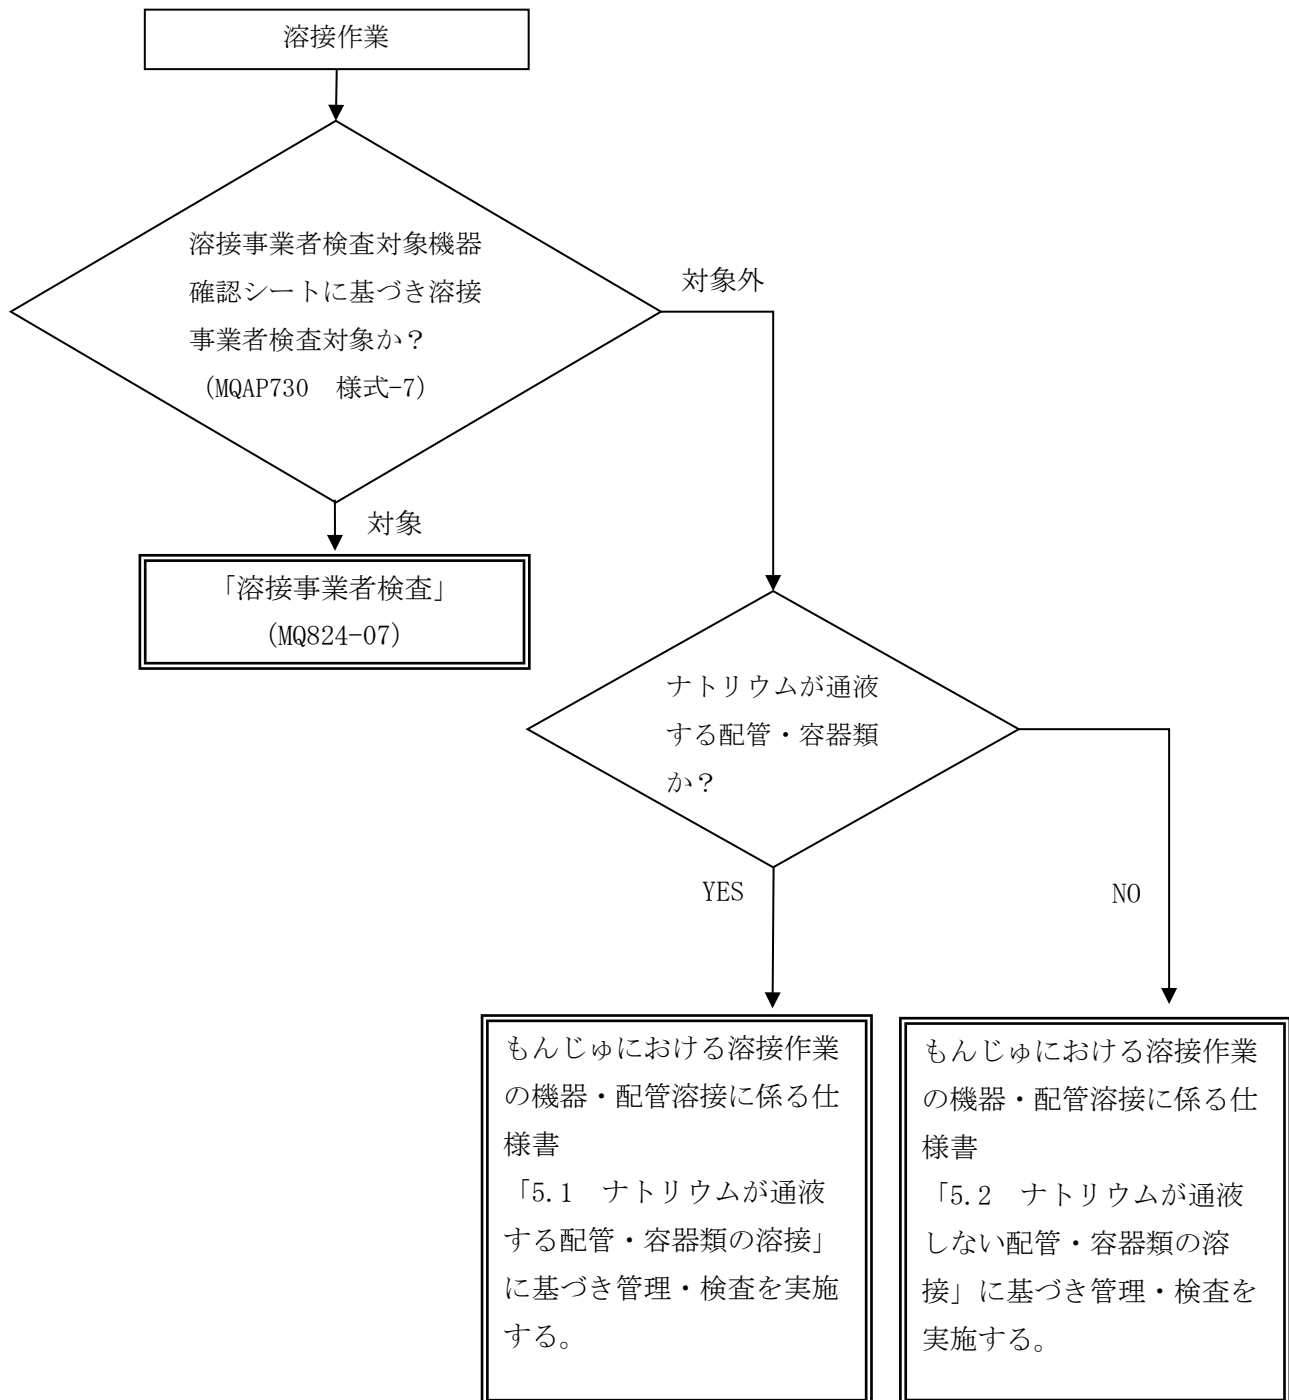 溶接作業
溶接事業者検査対象機器
確認シートに基づき溶接
事業者検査対象か?
(MQAP730　様式-7)
対象外
対象
「溶接事業者検査」
(MQ824-07)
ナトリウムが通液
する配管・容器類
か?
YES
NO
もんじゅにおける溶接作業
の機器・配管溶接に係る仕
様書
「5.1　ナトリウムが通液
する配管・容器類の溶接」
に基づき管理・検査を実施
する。
もんじゅにおける溶接作業
の機器・配管溶接に係る仕
様書
「5.2　ナトリウムが通液
しない配管・容器類の溶
接」に基づき管理・検査を
実施する。